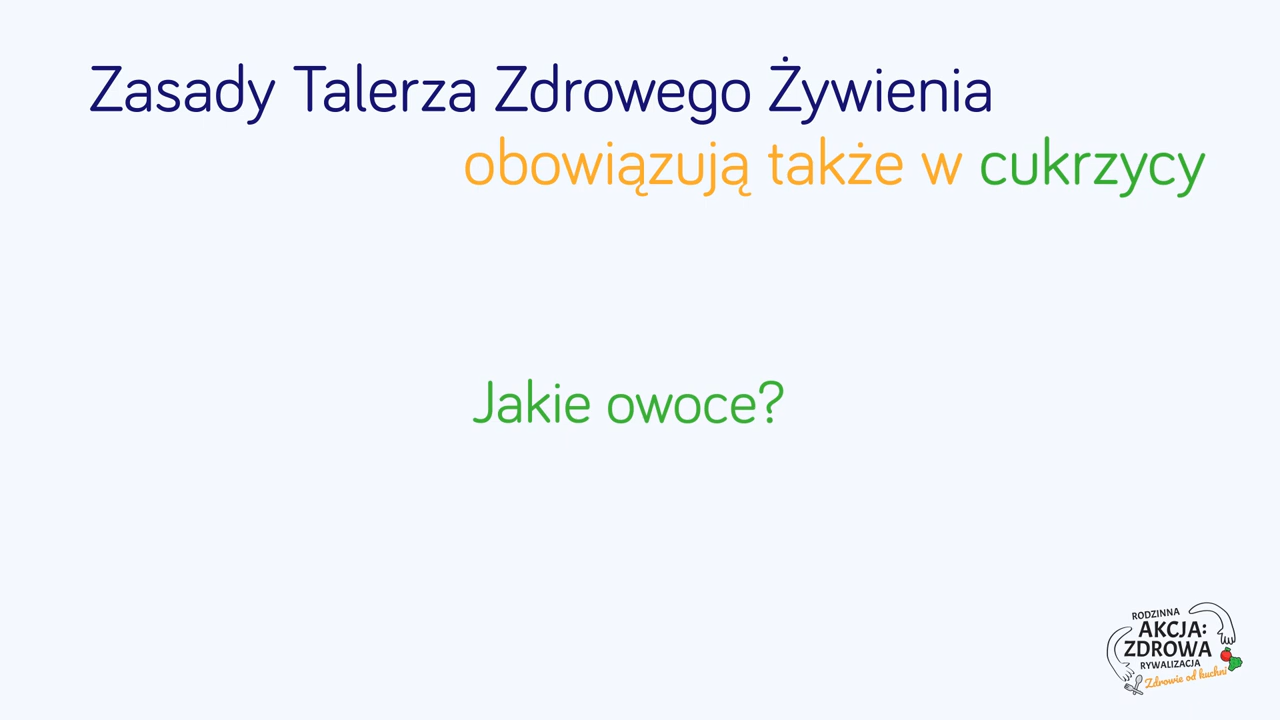 Zasady Talerza Zdrowego Żywienia
obowiązują także w cukrzycy
Jakie owoce?
RODZINNA
AKCJA:
ZDROWA
RYWALIZACJA
Zdrowie od kuchni